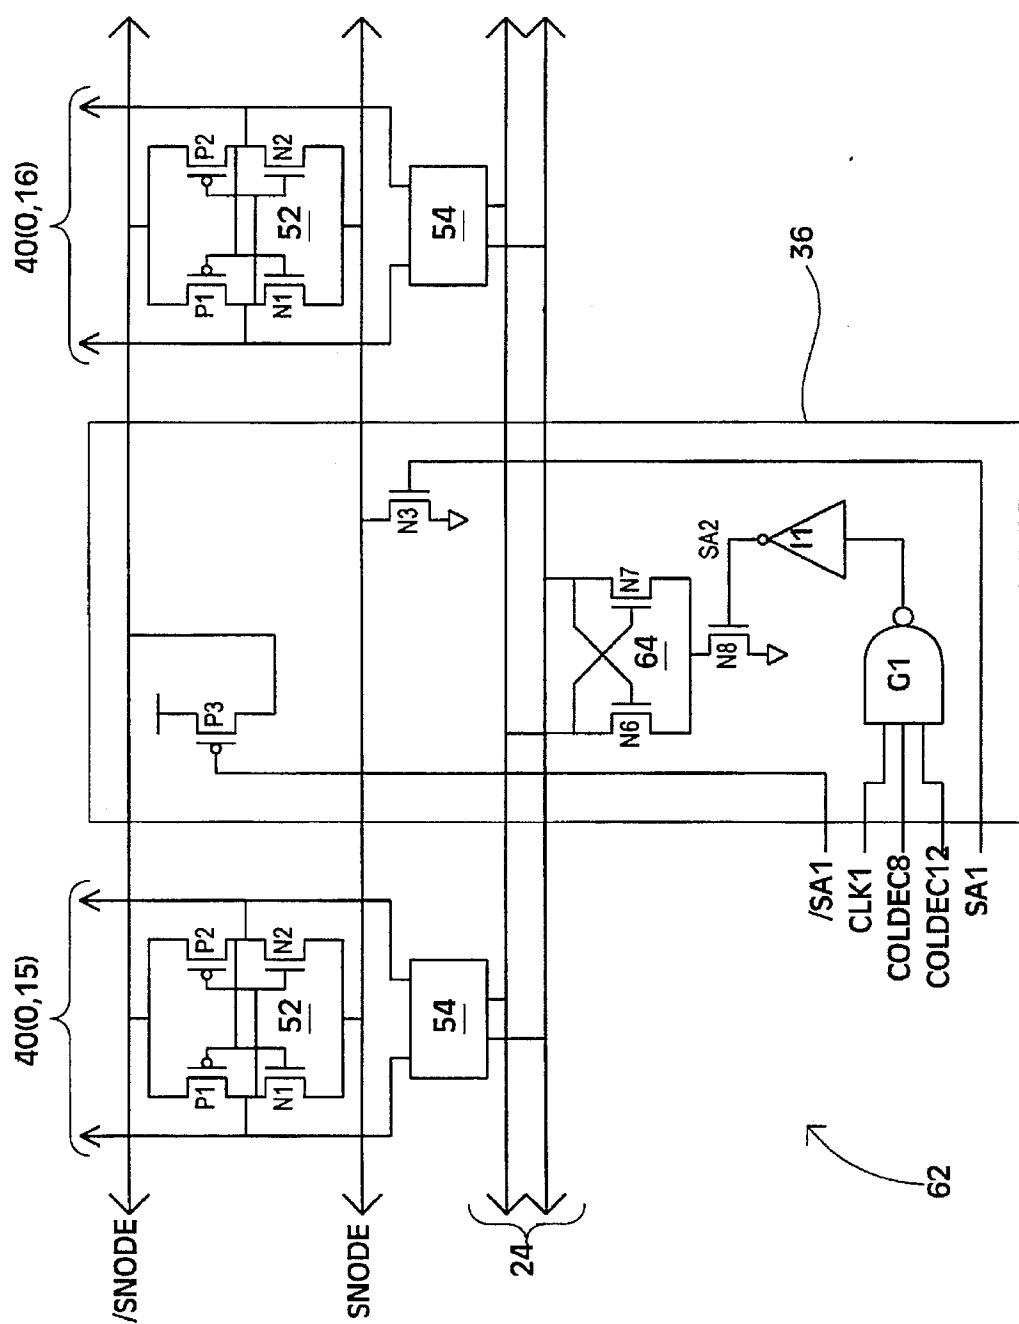 40(0,15)
40(0,16)
/SNODE
P1
P2
52
N1
N2
P3
P1
P2
52
N1
N2
SNODE
N3
54
54
24
N6
64
N7
SA2
N8
I1
G1
36
/SA1
CLK1
COLDEC8
COLDEC12
SA1
62